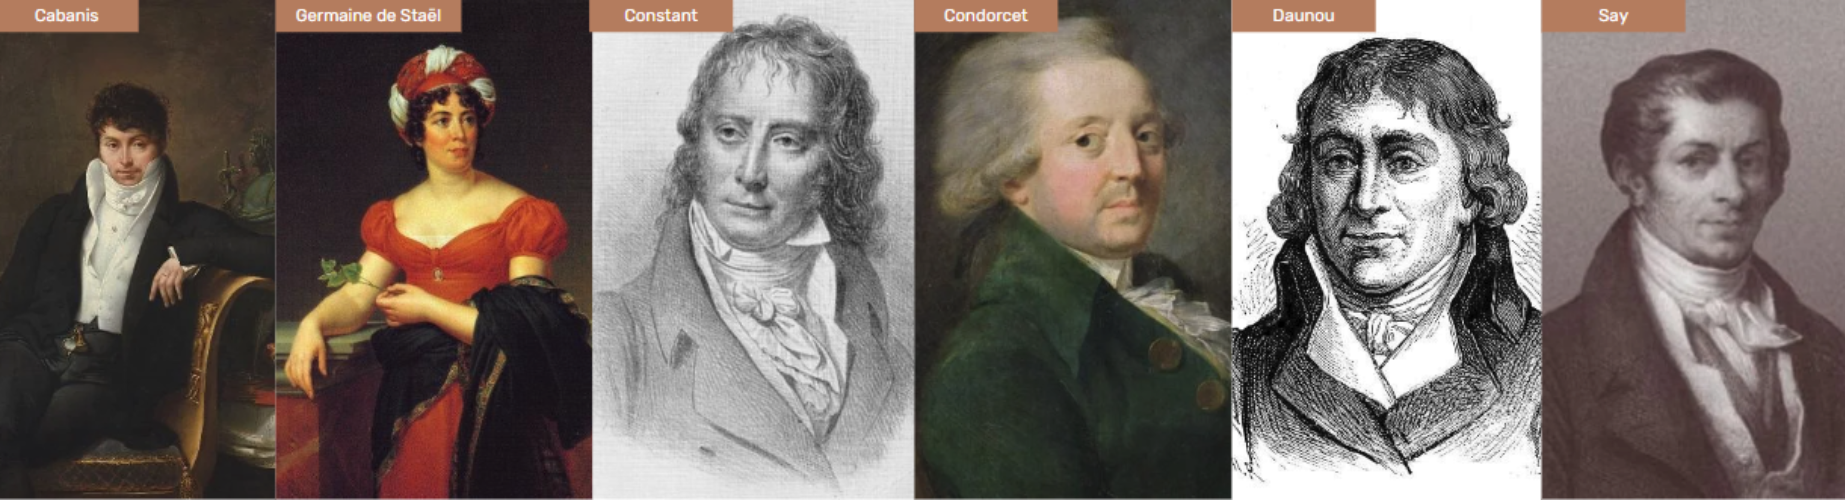 Cabanis
Germaine de Staël
Constant
Condorcet
Daunou
Say